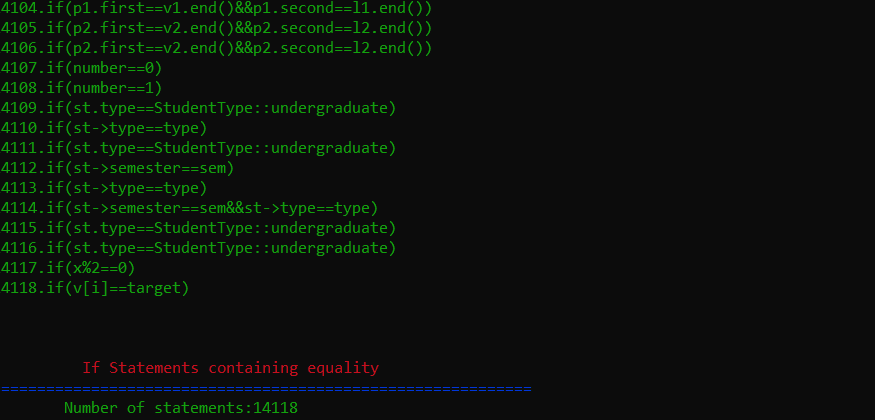 4104.if(p1.first==v1.end()&&p1.second==l1.end())
4105.if(p2.first==v2.end()&&p2.second==l2.end())
4106.if(p2.first==v2.end()&&p2.second==l2.end())
4107.if(number==0)
4108.if(number==1)
4109.if(st.type==StudentType::undergraduate)
4110.if(st->type==type)
4111.if(st.type==StudentType::undergraduate)
4112.if(st->semester==sem)
4113.if(st->type==type)
4114.if(st->semester==sem&&st->type==type)
4115.if(st.type==StudentType::undergraduate)
4116.if(st.type==StudentType::undergraduate)
4117.if(x%2==0)
4118.if(v[i]==target)
If Statements containing equality
===========================================================
Number of statements:14118